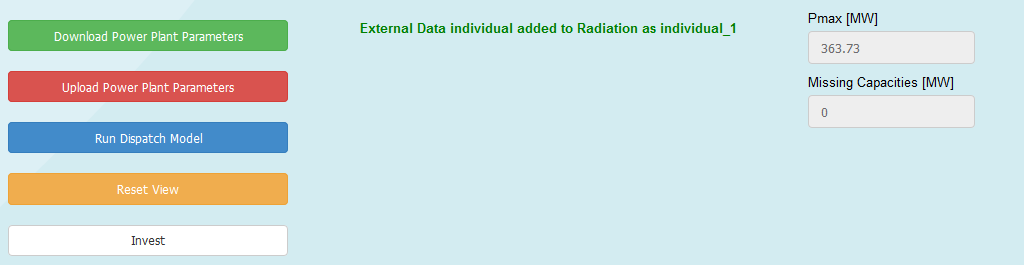 Download Power Plant Parameters
Upload Power Plant Parameters
Run Dispatch Model
Reset View
Invest
External Data individual added to Radiation as individual_1
Pmax [MW]
363.73
Missing Capacities [MW]
0